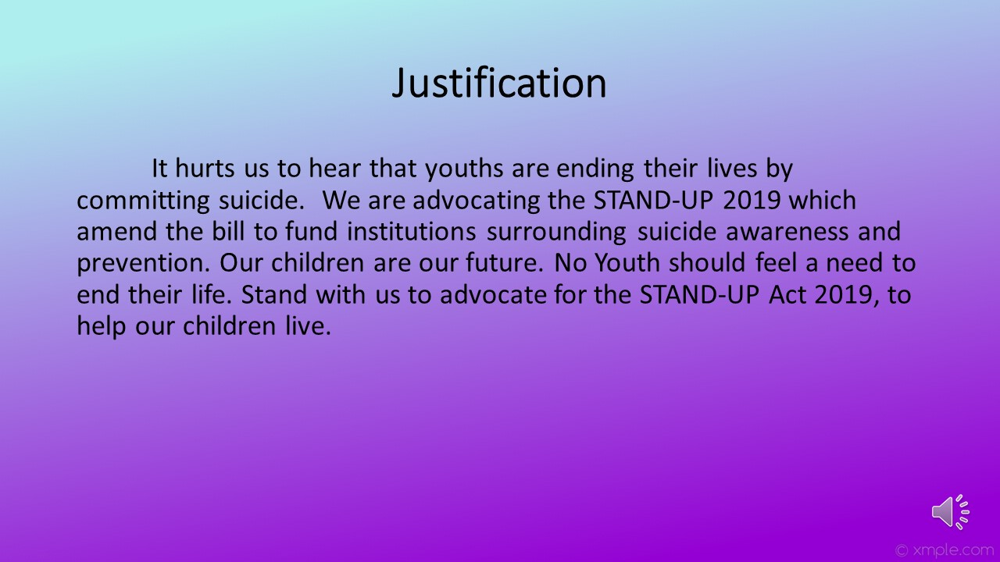 Justification
It hurts us to hear that youths are ending their lives by
committing suicide.  We are advocating the STAND-UP 2019 which
amend the bill to fund institutions surrounding suicide awareness and
prevention. Our children are our future. No Youth should feel a need to
end their life. Stand with us to advocate for the STAND-UP Act 2019, to
help our children live.
© xmple.com